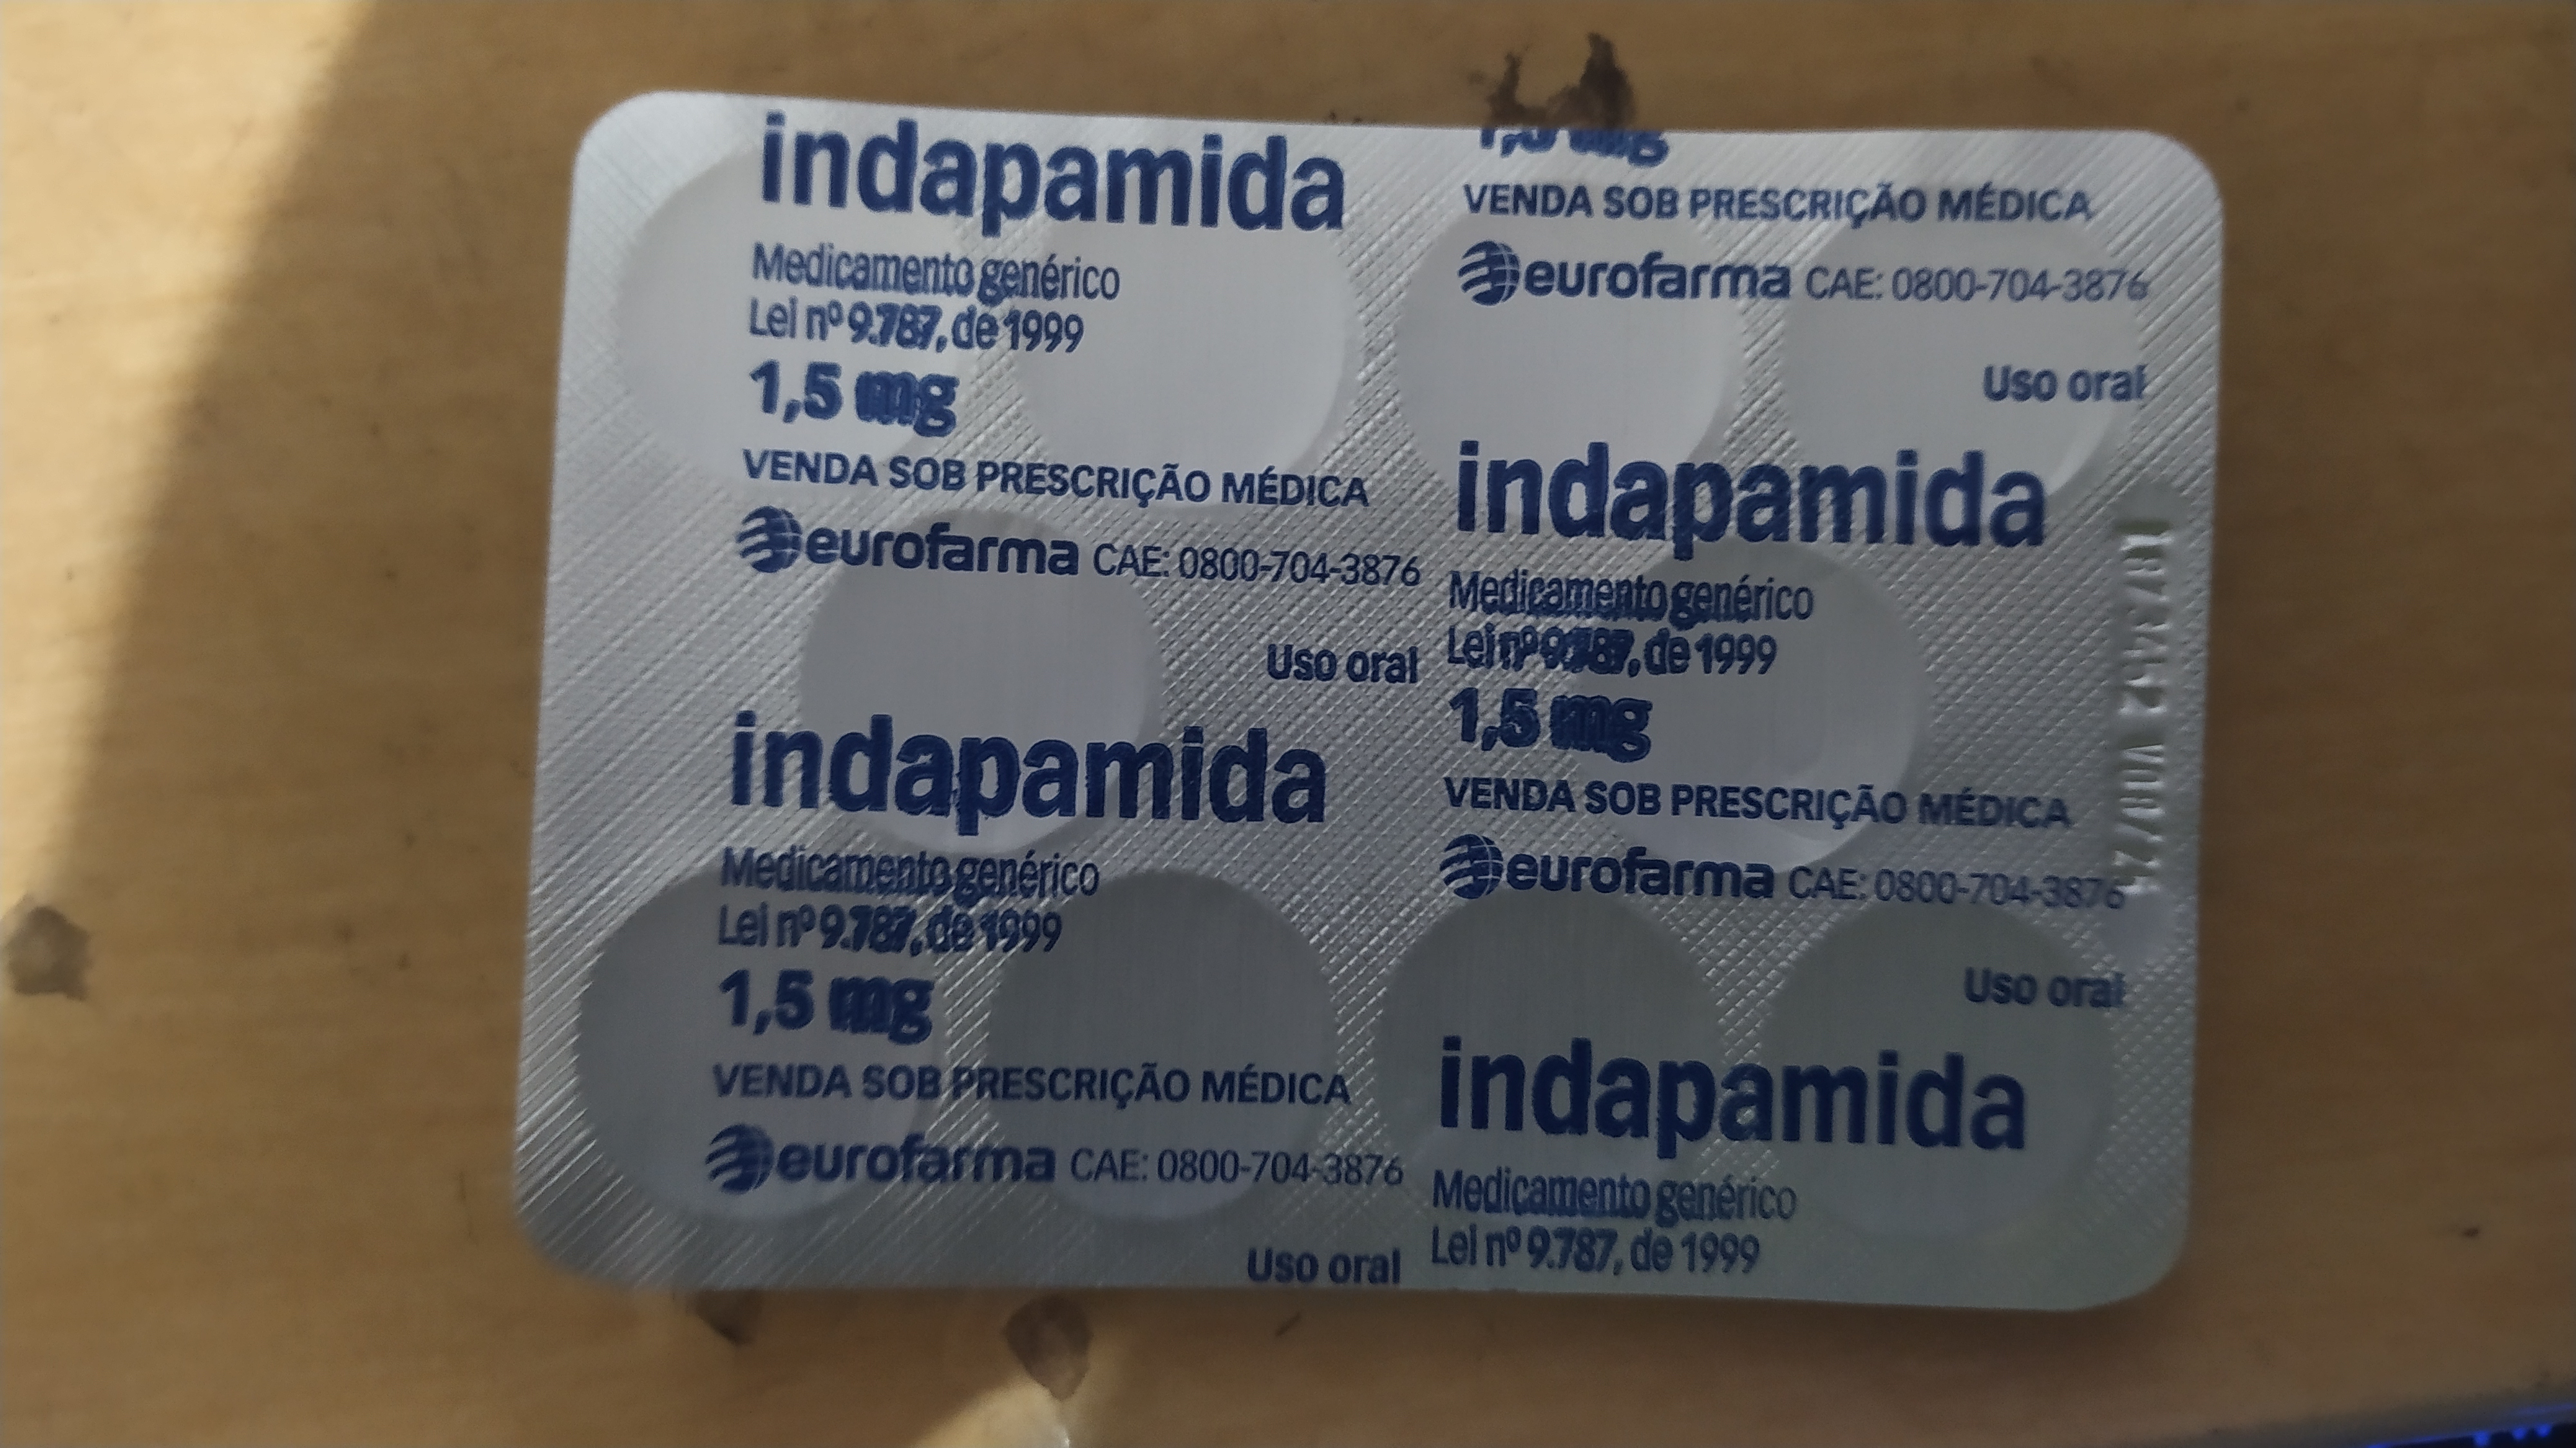 indapamida
Medicamento genérico
Lei nº 9.787, de 1999
1,5 mg
VENDA SOB PRESCRIÇÃO MÉDICA
eurofarma CAE: 0800-704-3876
Uso oral
indapamida
Medicamento genérico
Lei nº 9.787, de 1999
1,5 mg
VENDA SOB PRESCRIÇÃO MÉDICA
eurofarma CAE: 0800-704-3876
Uso oral
1,5 mg
VENDA SOB PRESCRIÇÃO MÉDICA
eurofarma CAE: 0800-704-3876
Uso oral
indapamida
Medicamento genérico
Lei nº 9.787, de 1999
1,5 mg
VENDA SOB PRESCRIÇÃO MÉDICA
eurofarma CAE: 0800-704-3876
Uso oral
indapamida
Medicamento genérico
Lei nº 9.787, de 1999